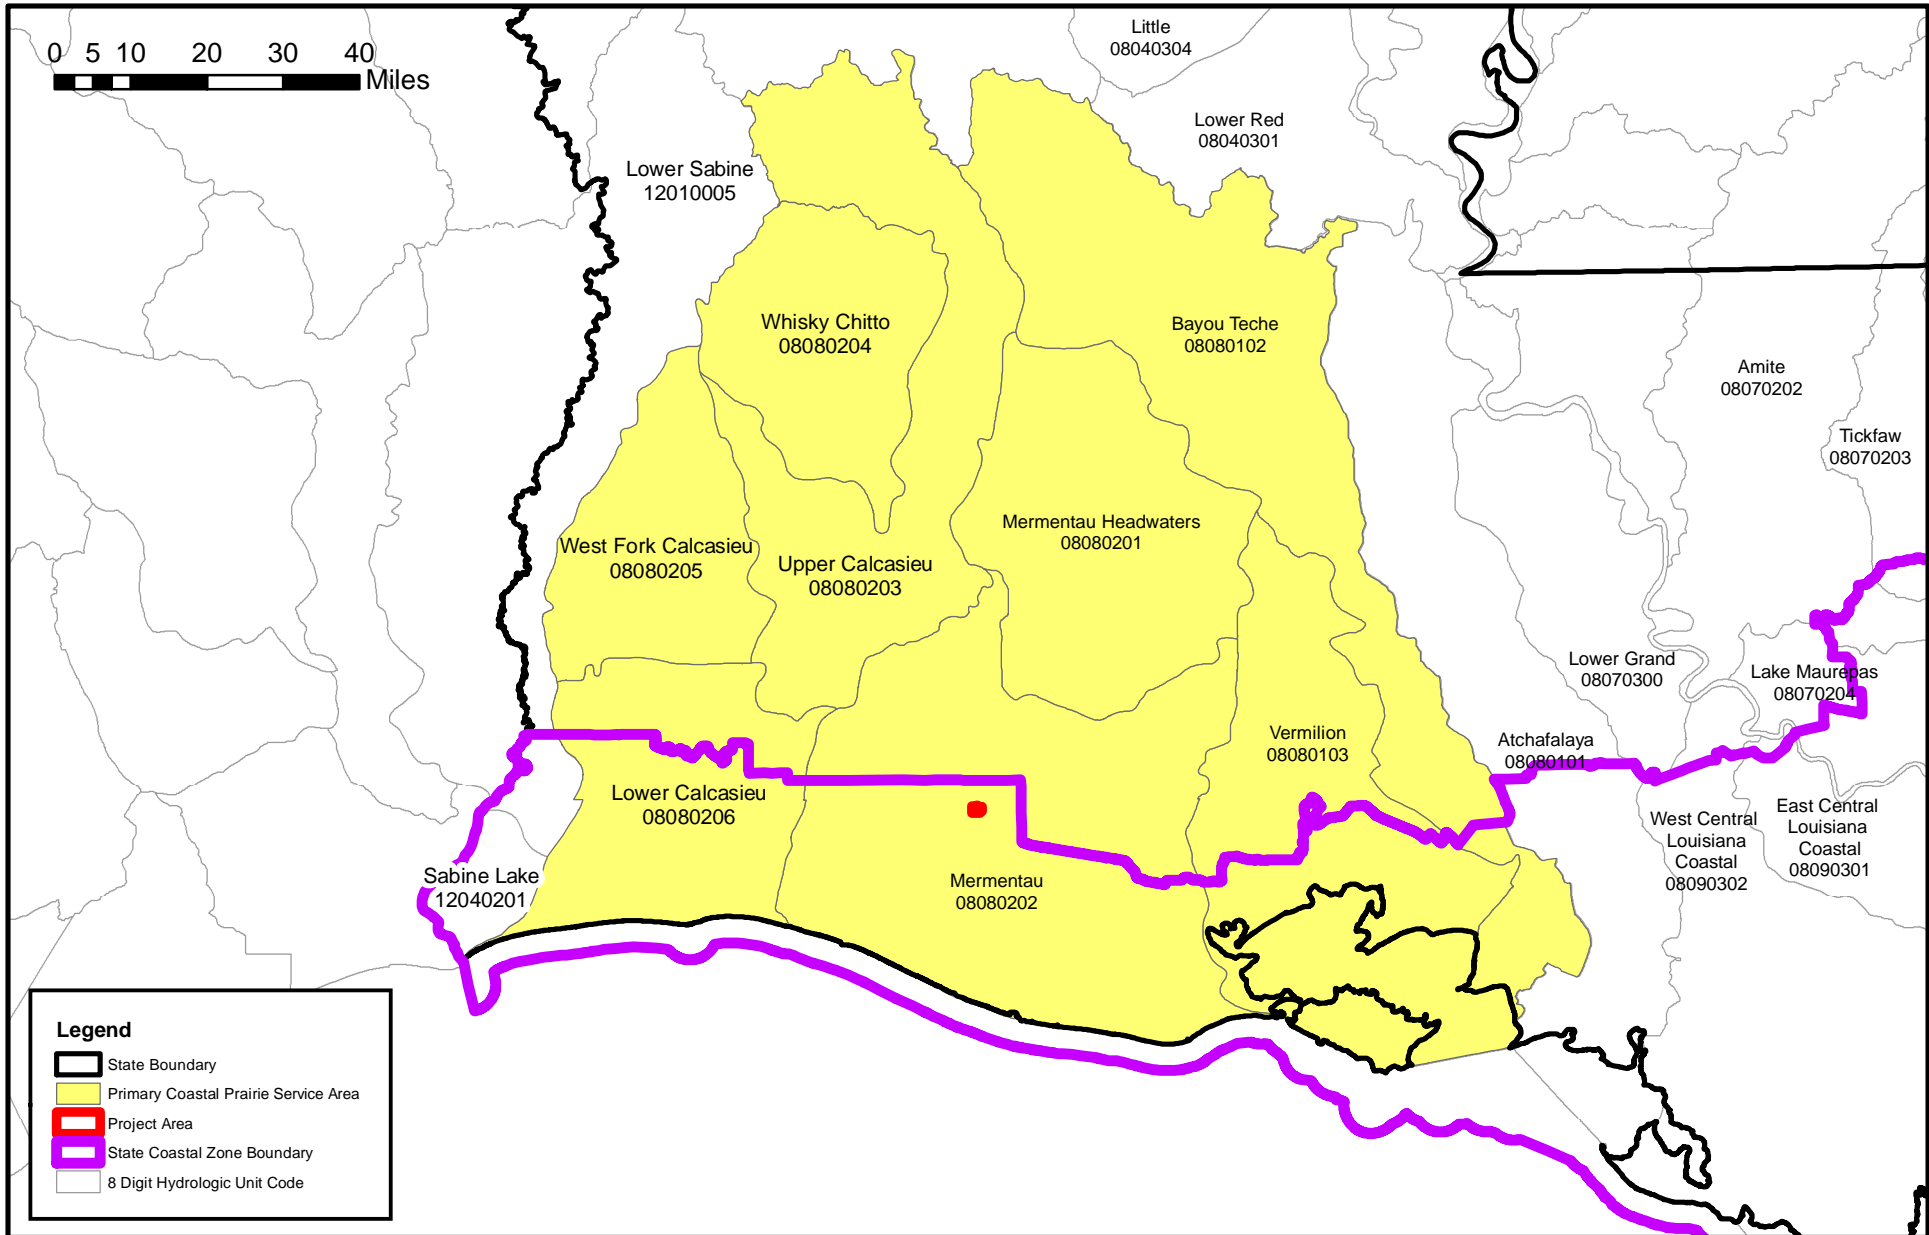 0 5 10 20 30 40
Miles
Little
08040304
Lower Red
08040301
Lower Sabine
12010005
Whisky Chitto
08080204
Bayou Teche
08080102
Amite
08070202
Tickfaw
08070203
Mermentau Headwaters
08080201
West Fork Calcasieu
08080205
Upper Calcasieu
08080203
Lower Grand
08070300
Lake Maurepas
08070204
Vermilion
08080103
Atchafalaya
08080101
Lower Calcasieu
08080206
West Central
Louisiana
Coastal
08090302
East Central
Louisiana
Coastal
08090301
Sabine Lake
12040201
Mermentau
08080202
Legend
State Boundary
Primary Coastal Prairie Service Area
Project Area
State Coastal Zone Boundary
8 Digit Hydrologic Unit Code